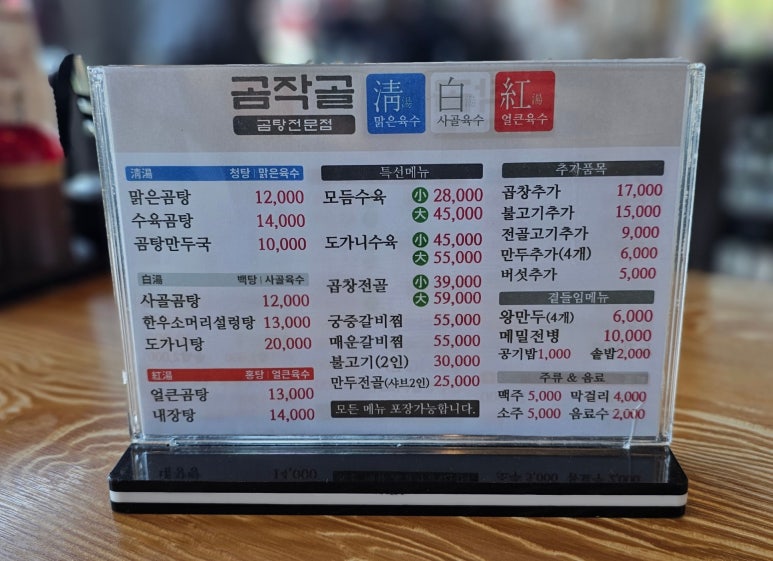 곰작골
곰탕전문점
淸湯
맑은육수
白
사골육수
紅湯
얼큰육수
淸湯 청탕 | 맑은육수
맑은곰탕 12,000
수육곰탕 14,000
곰탕만두국 10,000
白湯 백탕 | 사골육수
사골곰탕 12,000
한우소머리설렁탕 13,000
도가니탕 20,000
紅湯 홍탕 | 얼큰육수
얼큰곰탕 13,000
내장탕 14,000
특선메뉴
모듬수육 小 28,000
大 45,000
도가니수육 小 45,000
大 55,000
곱창전골 小 39,000
大 59,000
궁중갈비찜 55,000
매운갈비찜 55,000
불고기(2인) 30,000
만두전골(샤브2인) 25,000
모든 메뉴 포장가능합니다.
추가품목
곱창추가 17,000
불고기추가 15,000
전골고기추가 9,000
만두추가(4개) 6,000
버섯추가 5,000
곁들임메뉴
왕만두(4개) 6,000
메밀전병 10,000
공기밥1,000 솥밥2,000
주류 & 음료
맥주 5,000 막걸리 4,000
소주 5,000 음료수 2,000